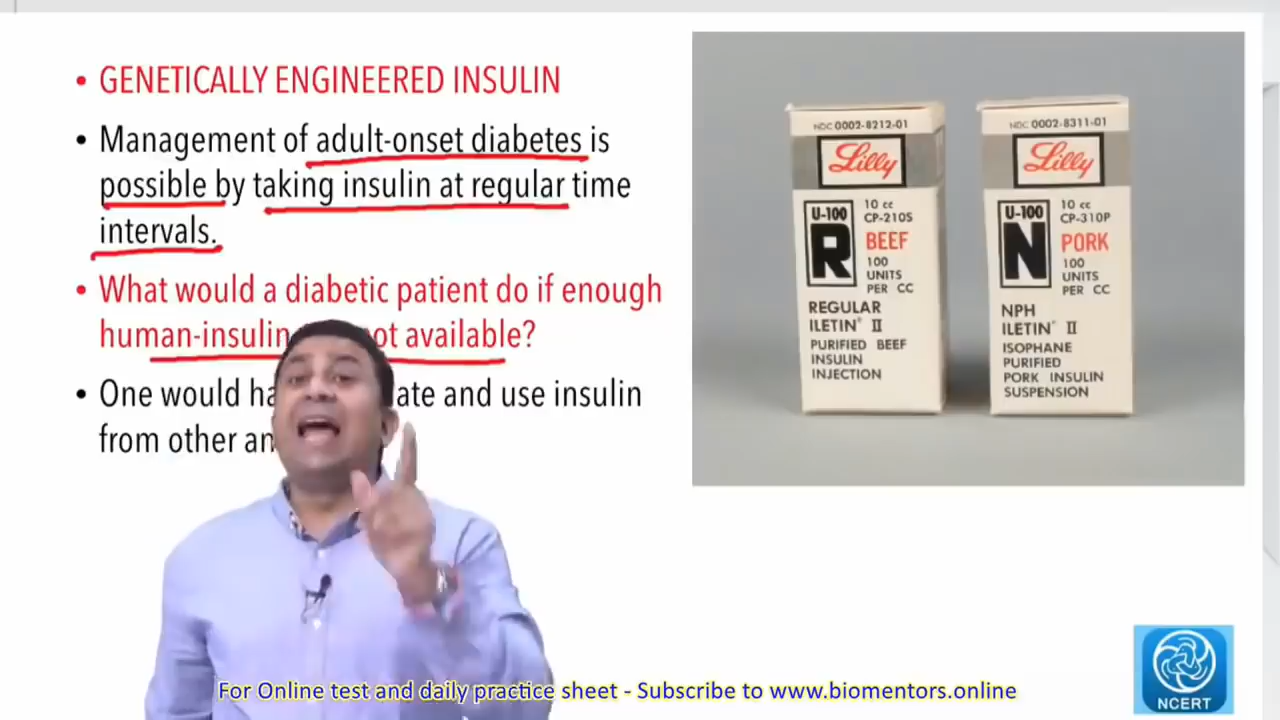 • GENETICALLY ENGINEERED INSULIN
• Management of adult-onset diabetes is
possible by taking insulin at regular time
intervals.
• What would a diabetic patient do if enough
human-insulin not available?
• One would and use insulin
from other
NDC 0002-8212-01
Lilly
U-100
R
10 cc
CP-210S
BEEF
100
UNITS
PER CC
REGULAR
ILETIN® II
PURIFIED BEEF
INSULIN
INJECTION
NDC 0002-8311-01
Lilly
U-100
N
10 cc
CP-310P
PORK
100
UNITS
PER CC
NPH
ILETIN® II
ISOPHANE
PURIFIED
PORK INSULIN
SUSPENSION
For Online test and daily practice sheet - Subscribe to www.biomentors.online
NCERT